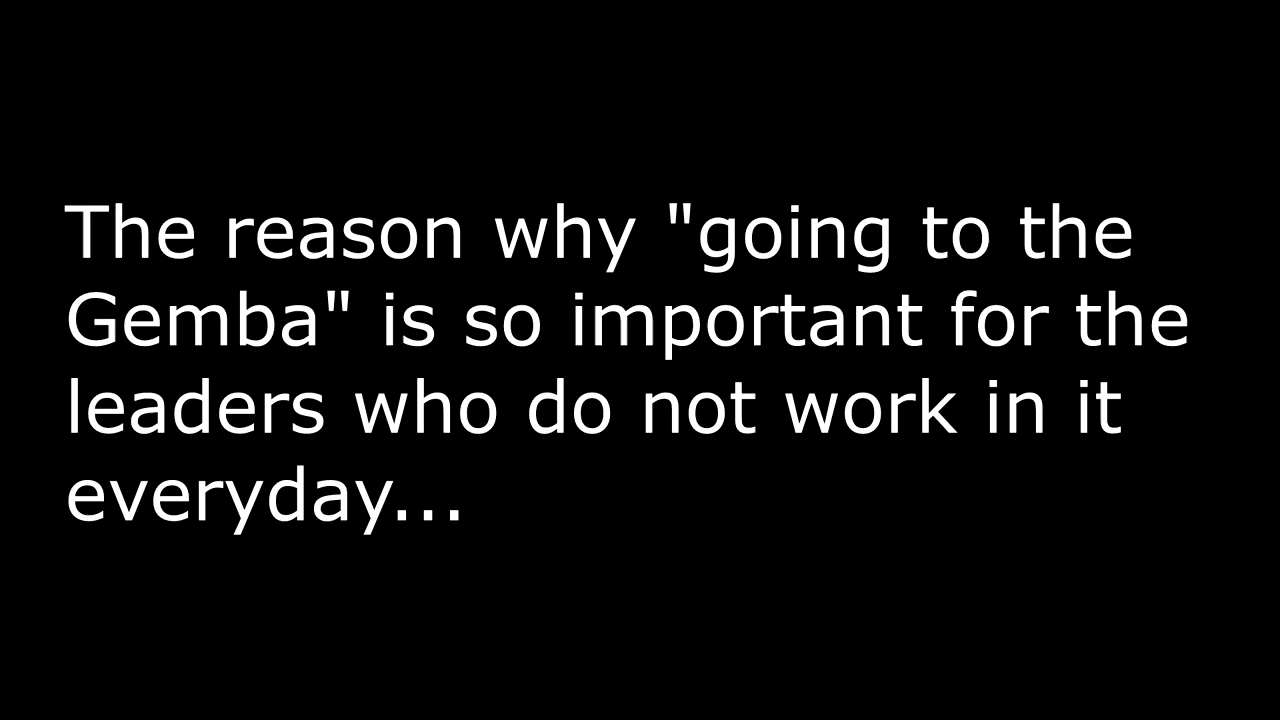 The reason why "going to the
Gemba" is so important for the
leaders who do not work in it
everyday...